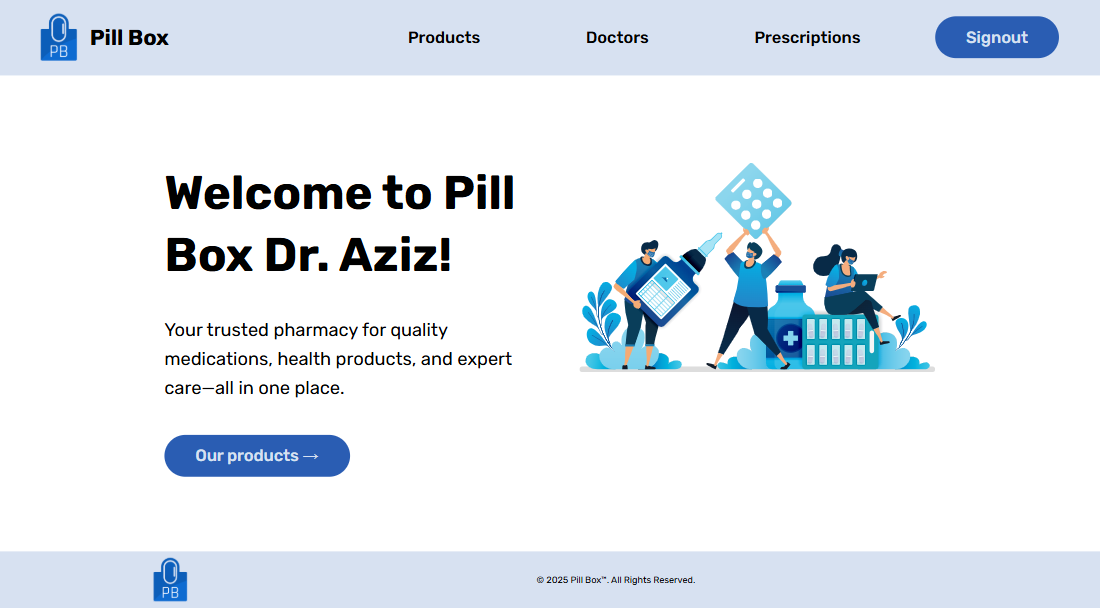 PB
Pill Box
Products
Doctors
Prescriptions
Signout
Welcome to Pill
Box Dr. Aziz!
Your trusted pharmacy for quality
medications, health products, and expert
care—all in one place.
Our products →
PB
© 2025 Pill Box™. All Rights Reserved.